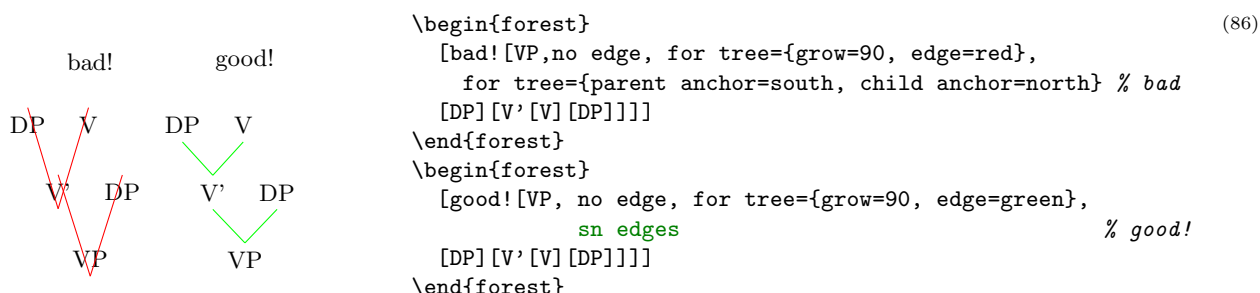 bad! good!
DP V DP V
V' DP V' DP
VP VP
\begin{forest} (86)
[bad![VP,no edge, for tree={grow=90, edge=red},
for tree={parent anchor=south, child anchor=north} % bad
[DP][V'[V][DP]]]]
\end{forest}
\begin{forest}
[good![VP, no edge, for tree={grow=90, edge=green},
sn edges % good!
[DP][V'[V][DP]]]]
\end{forest}